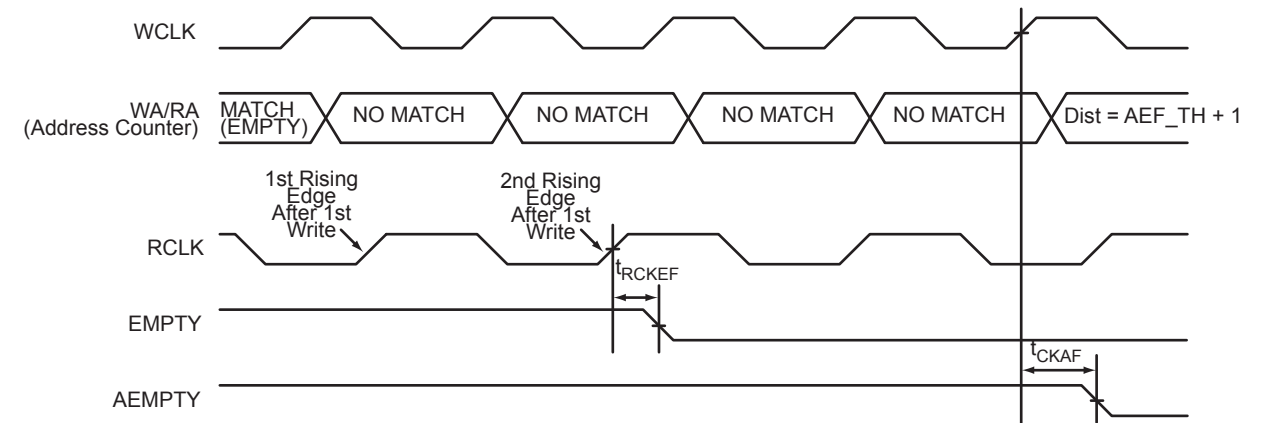 WCLK
WA/RA
(Address Counter)
MATCH
(EMPTY)
NO MATCH
NO MATCH
NO MATCH
NO MATCH
Dist = AEF_TH + 1
1st Rising
Edge
After 1st
Write
2nd Rising
Edge
After 1st
Write
RCLK
tRCKEF
EMPTY
tCKAF
AEMPTY